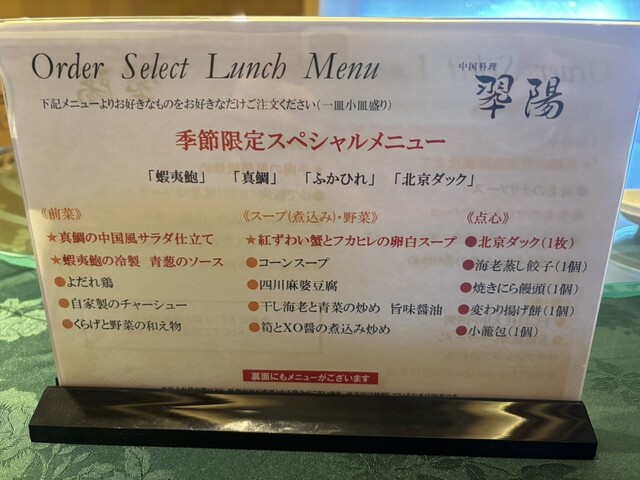 Order Select Lunch Menu
中国料理
翠陽
下記メニューよりお好きなものをお好きなだけご注文ください(一皿小皿盛り)
季節限定スペシャルメニュー
「蝦夷鮑」 「真鯛」 「ふかひれ」 「北京ダック」
《前菜》
★真鯛の中国風サラダ仕立て
★蝦夷鮑の冷製 青葱のソース
●よだれ鶏
●自家製のチャーシュー
●くらげと野菜の和え物
《スープ(煮込み)・野菜》
★紅ずわい蟹とフカヒレの卵白スープ
●コーンスープ
●四川麻婆豆腐
●干し海老と青菜の炒め 旨味醤油
●筍とXO醬の煮込み炒め
《点心》
●北京ダック(1枚)
●海老蒸し餃子(1個)
●焼きにら饅頭(1個)
●変わり揚げ餅(1個)
●小籠包(1個)
裏面にもメニューがございます